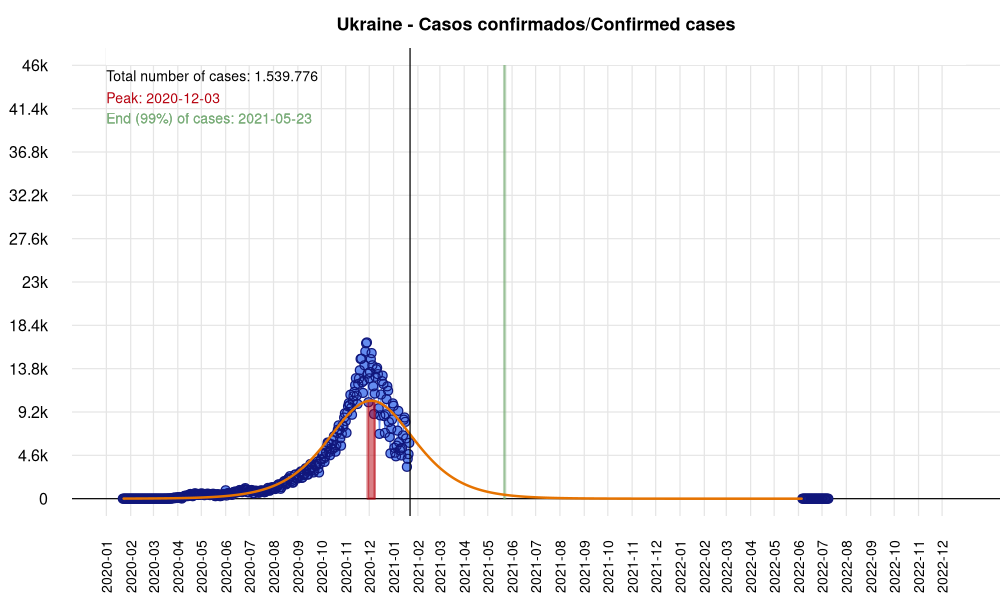 Ukraine - Casos confirmados/Confirmed cases
46k
Total number of cases: 1.539.776
Peak: 2020-12-03
41.4k
End (99%) of cases: 2021-05-23
36.8k
32.2k
27.6k
23k
18.4k
13.8k
9.2k
4.6k
0
2020-01
2020-02
2020-03
2020-04
2020-05
2020-06
2020-07
2020-08
2020-09
2020-10
2020-11
2020-12
2021-01
2021-02
2021-03
2021-04
2021-05
2021-06
2021-07
2021-08
2021-09
2021-10
2021-11
2021-12
2022-01
2022-02
2022-03
2022-04
2022-05
2022-06
2022-07
2022-08
2022-09
2022-10
2022-11
2022-12